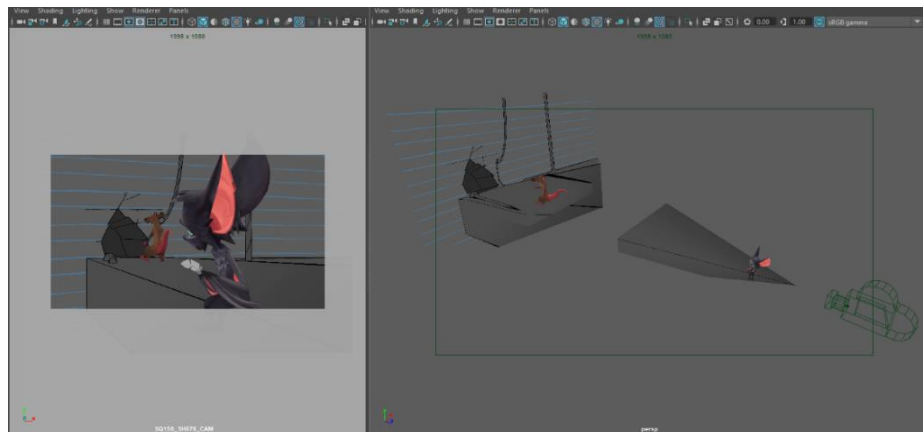 View Shading Lighting Show Renderer Panels
View Shading Lighting Show Renderer Panels
0.00 1.00 sRGB gamma
1998 x 1080
1998 x 1080
SQ150_SH070_CAM
persp